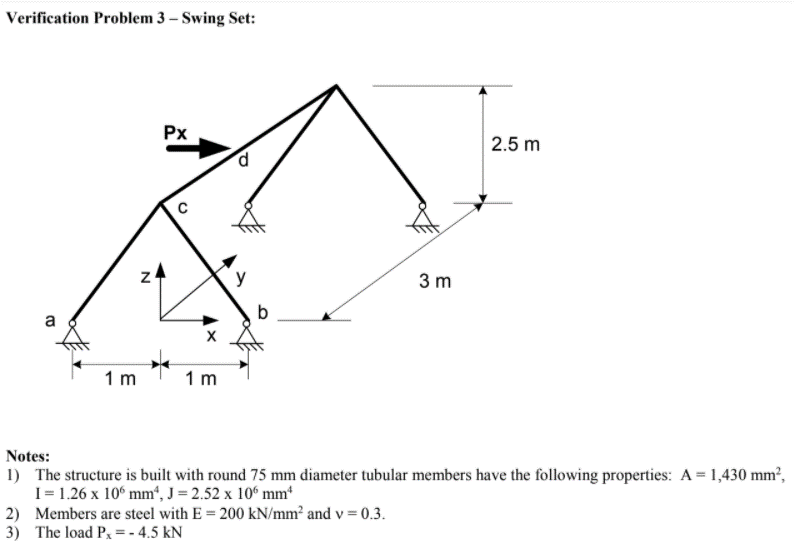 Verification Problem 3 – Swing Set:
Px
d
2.5 m
c
z
y
3 m
a
b
x
1 m
1 m
Notes:
1) The structure is built with round 75 mm diameter tubular members have the following properties: A = 1,430 mm²,
I = 1.26 x 10⁶ mm⁴, J = 2.52 x 10⁶ mm⁴
2) Members are steel with E = 200 kN/mm² and ν = 0.3.
3) The load Pₓ = - 4.5 kN